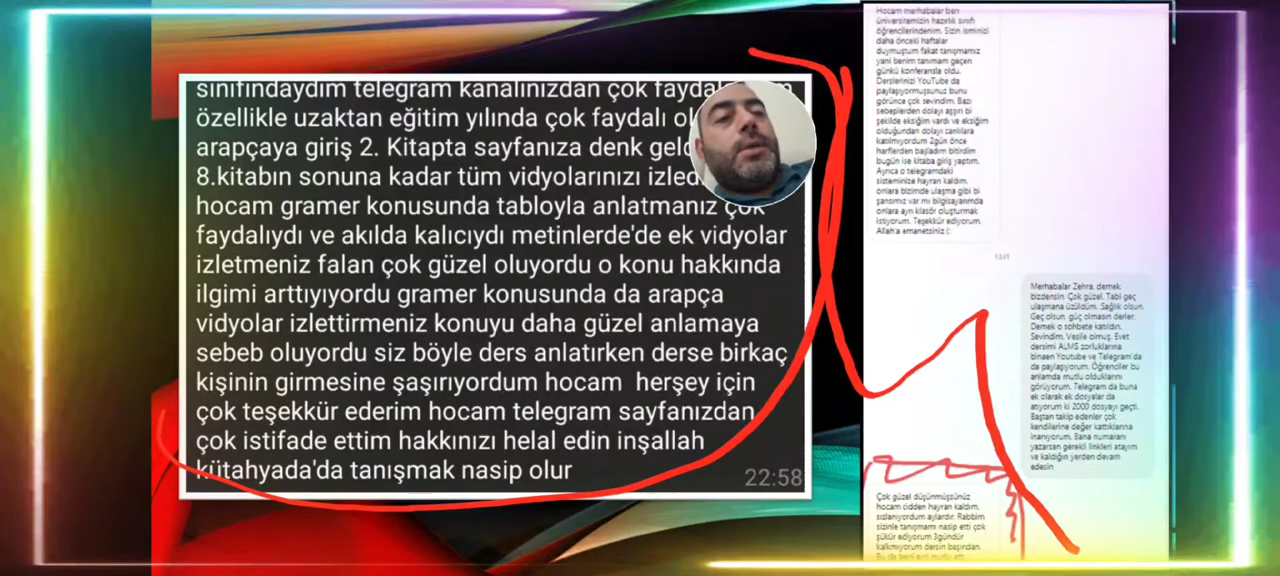 sınıfındaydım telegram kanalınızdan çok
özellikle uzaktan eğitim yılında çok faydalı
arapçaya giriş 2. Kitapta sayfanıza denk
8.kitabın sonuna kadar tüm vidyolarınızı
hocam gramer konusunda tabloyla anlatmanız çok
faydalıydı ve akılda kalıcıydı metinlerde'de ek vidyolar
izletmeniz falan çok güzel oluyordu o konu hakkında
ilgimi arttıyıyordu gramer konusunda da arapça
vidyolar izlettirmeniz konuyu daha güzel anlamaya
sebeb oluyordu siz böyle ders anlatırken derse birkaç
kişinin girmesine şaşırıyordum hocam herşey için
çok teşekkür ederim hocam telegram sayfanızdan
çok istifade ettim hakkınızı helal edin inşallah
kütahyada'da tanışmak nasip olur
22:58
Hocam merhabalar ben
üniversitemizin hazırlık sınıfı
öğrencilerindenim. Sizin isminizi
daha önceki haftalar
duymuştum fakat tanışmamız
yani benim tanımam geçen
günkü konferansla oldu.
Derslerinizi YouTube da
paylaşıyormuşsunuz bunu
görünce çok sevindim. Bazı
sebeplerden dolayı aşırı bir
şekilde eksiğim vardı ve eksiğim
olduğundan dolayı canlılara
katılmıyordum 2gün önce
harflerden başladım bitirdim
bugün ise kitaba giriş yaptım.
Ayrıca o telegramdaki
sisteminize hayran kaldım.
onlara bizimde ulaşma gibi bi
şansımız var mı bilgisayarımda
onlara ayrı klasör oluşturmak
istiyorum. Teşekkür ediyorum.
Allah'a emanetsiniz (:
13:41
Merhabalar Zehra, demek
bizdensin. Çok güzel. Tabi geç
ulaşmana üzüldüm. Sağlık olsun.
Geç olsun, güç olmasın derler.
Demek o sohbete katıldın.
Sevindim. Vesile olmuş. Evet
dersimi ALMS zorluklarına
binaen Youtube ve Telegram'da
da paylaşıyorum. Öğrenciler bu
anlamda mutlu olduklarını
görüyorum. Telegram da buna
ek olarak ek dosyalar da
atıyorum ki 2000 dosyayı geçti.
Baştan takip edenler çok
kendilerine değer kattıklarına
inanıyorum. Bana numaranı
yazarsan gerekli linkleri atayım
ve kaldığın yerden devam
edesin
Çok güzel düşünmüşsünüz
hocam cidden hayran kaldım,
sızlanıyordum aylardır. Rabbim
sizinle tanışmamı nasip etti çok
şükür ediyorum 3gündür
kalkmıyorum dersin başından.